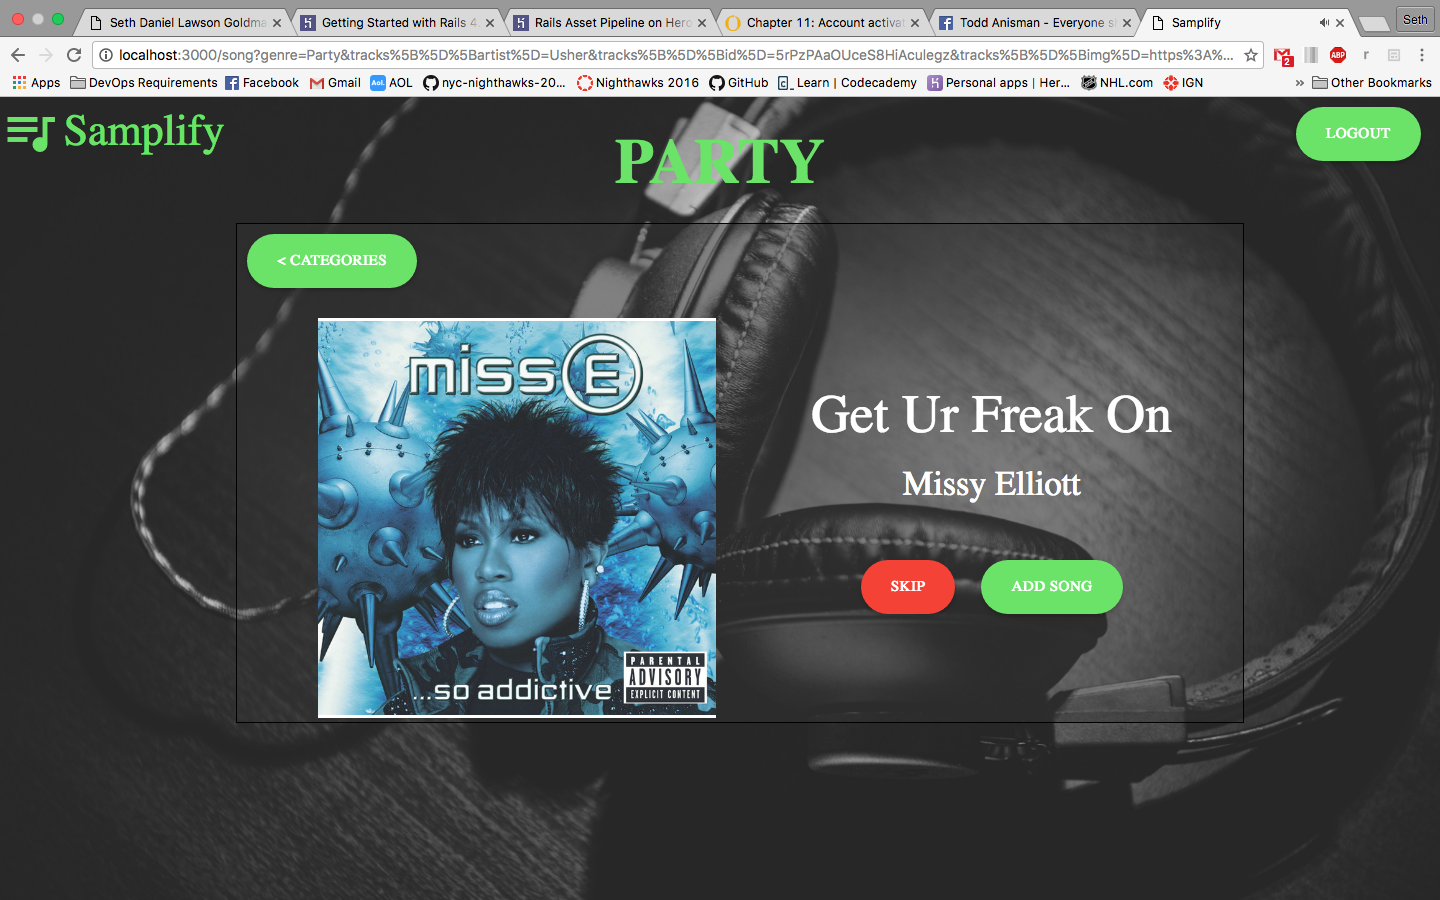 Seth Daniel Lawson Goldma
Getting Started with Rails 4.
Rails Asset Pipeline on Hero
Chapter 11: Account activat
Todd Anisman - Everyone s
Samplify
Seth
localhost:3000/song?genre=Party&tracks%5B%5D%5Bartist%5D=Usher&tracks%5B%5D%5Bid%5D=5rPzPAaOUceS8HiAculegz&tracks%5B%5D%5Bimg%5D=https%3A%...
2
ABP
r
Apps
DevOps Requirements
Facebook
Gmail
Aol.
AOL
nyc-nighthawks-20...
Nighthawks 2016
GitHub
Learn | Codecademy
Personal apps | Her...
NHL.com
IGN
»
Other Bookmarks
Samplify
PARTY
LOGOUT
< CATEGORIES
miss E
...so addictive
PARENTAL
ADVISORY
EXPLICIT CONTENT
Get Ur Freak On
Missy Elliott
SKIP
ADD SONG